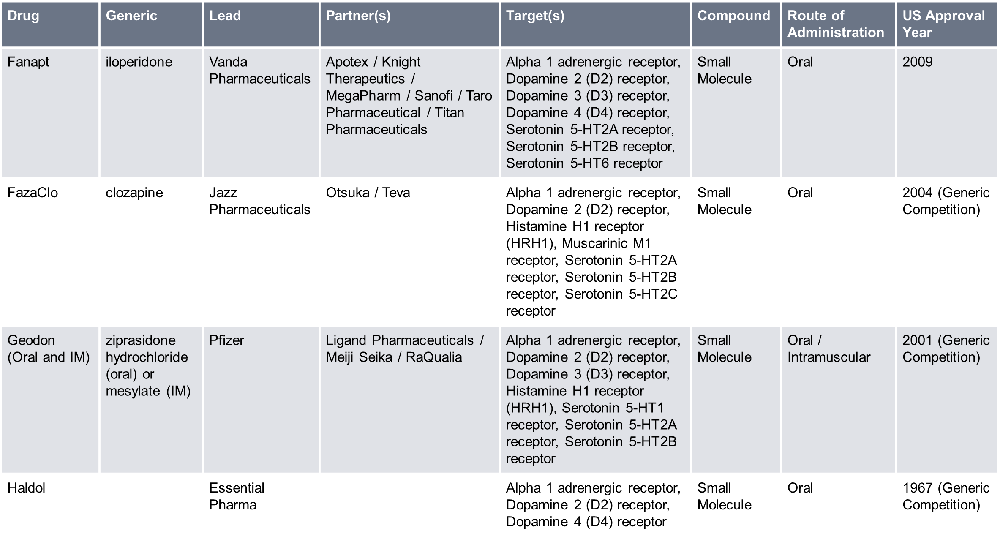 Drug
Generic
Lead
Partner(s)
Target(s)
Compound
Route of
Administration
US Approval
Year
Fanapt
iloperidone
Vanda
Pharmaceuticals
Apotex / Knight
Therapeutics /
MegaPharm / Sanofi / Taro
Pharmaceutical / Titan
Pharmaceuticals
Alpha 1 adrenergic receptor,
Dopamine 2 (D2) receptor,
Dopamine 3 (D3) receptor,
Dopamine 4 (D4) receptor,
Serotonin 5-HT2A receptor,
Serotonin 5-HT2B receptor,
Serotonin 5-HT6 receptor
Small
Molecule
Oral
2009
FazaClo
clozapine
Jazz
Pharmaceuticals
Otsuka / Teva
Alpha 1 adrenergic receptor,
Dopamine 2 (D2) receptor,
Histamine H1 receptor
(HRH1), Muscarinic M1
receptor, Serotonin 5-HT2A
receptor, Serotonin 5-HT2B
receptor, Serotonin 5-HT2C
receptor
Small
Molecule
Oral
2004 (Generic
Competition)
Geodon
(Oral and IM)
ziprasidone
hydrochloride
(oral) or
mesylate (IM)
Pfizer
Ligand Pharmaceuticals /
Meiji Seika / RaQualia
Alpha 1 adrenergic receptor,
Dopamine 2 (D2) receptor,
Dopamine 3 (D3) receptor,
Histamine H1 receptor
(HRH1), Serotonin 5-HT1
receptor, Serotonin 5-HT2A
receptor, Serotonin 5-HT2B
receptor
Small
Molecule
Oral /
Intramuscular
2001 (Generic
Competition)
Haldol
Essential
Pharma
Alpha 1 adrenergic receptor,
Dopamine 2 (D2) receptor,
Dopamine 4 (D4) receptor
Small
Molecule
Oral
1967 (Generic
Competition)